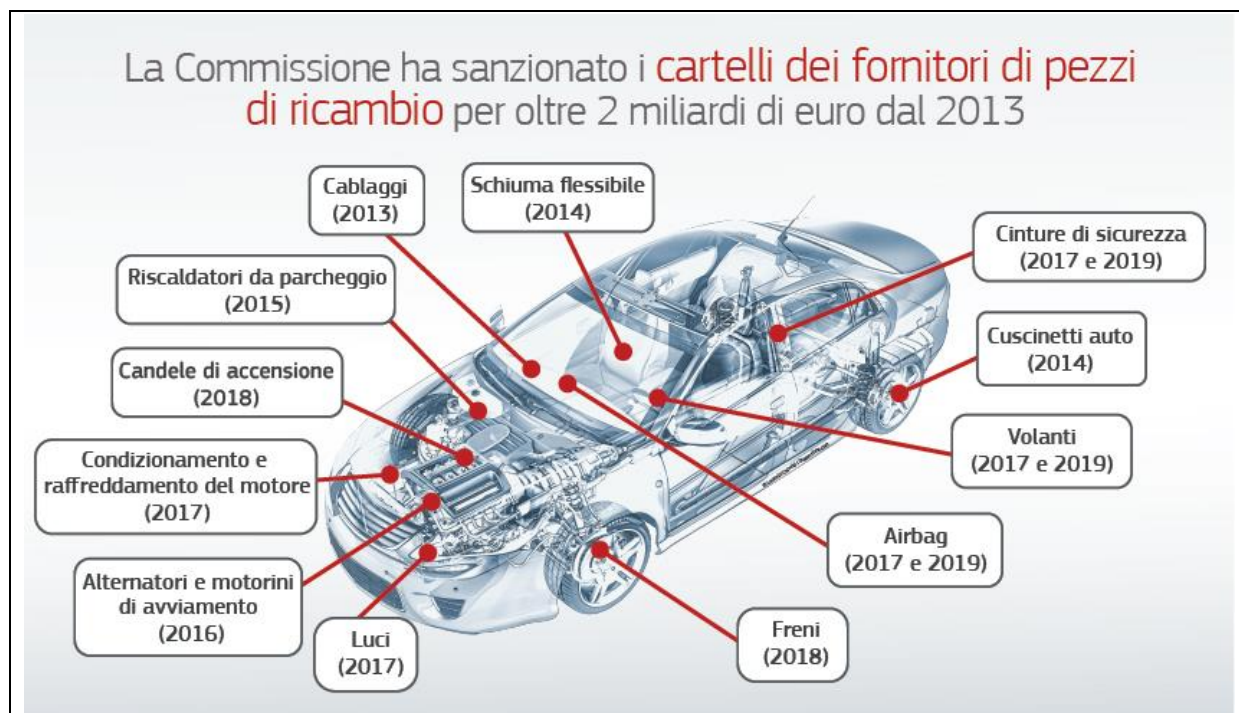 La Commissione ha sanzionato i cartelli dei fornitori di pezzi
di ricambio per oltre 2 miliardi di euro dal 2013
Cablaggi
(2013)
Schiuma flessibile
(2014)
Cinture di sicurezza
(2017 e 2019)
Riscaldatori da parcheggio
(2015)
Cuscinetti auto
(2014)
Candele di accensione
(2018)
Volanti
(2017 e 2019)
Condizionamento e
raffreddamento del motore
(2017)
Airbag
(2017 e 2019)
Alternatori e motorini
di avviamento
(2016)
Freni
(2018)
Luci
(2017)